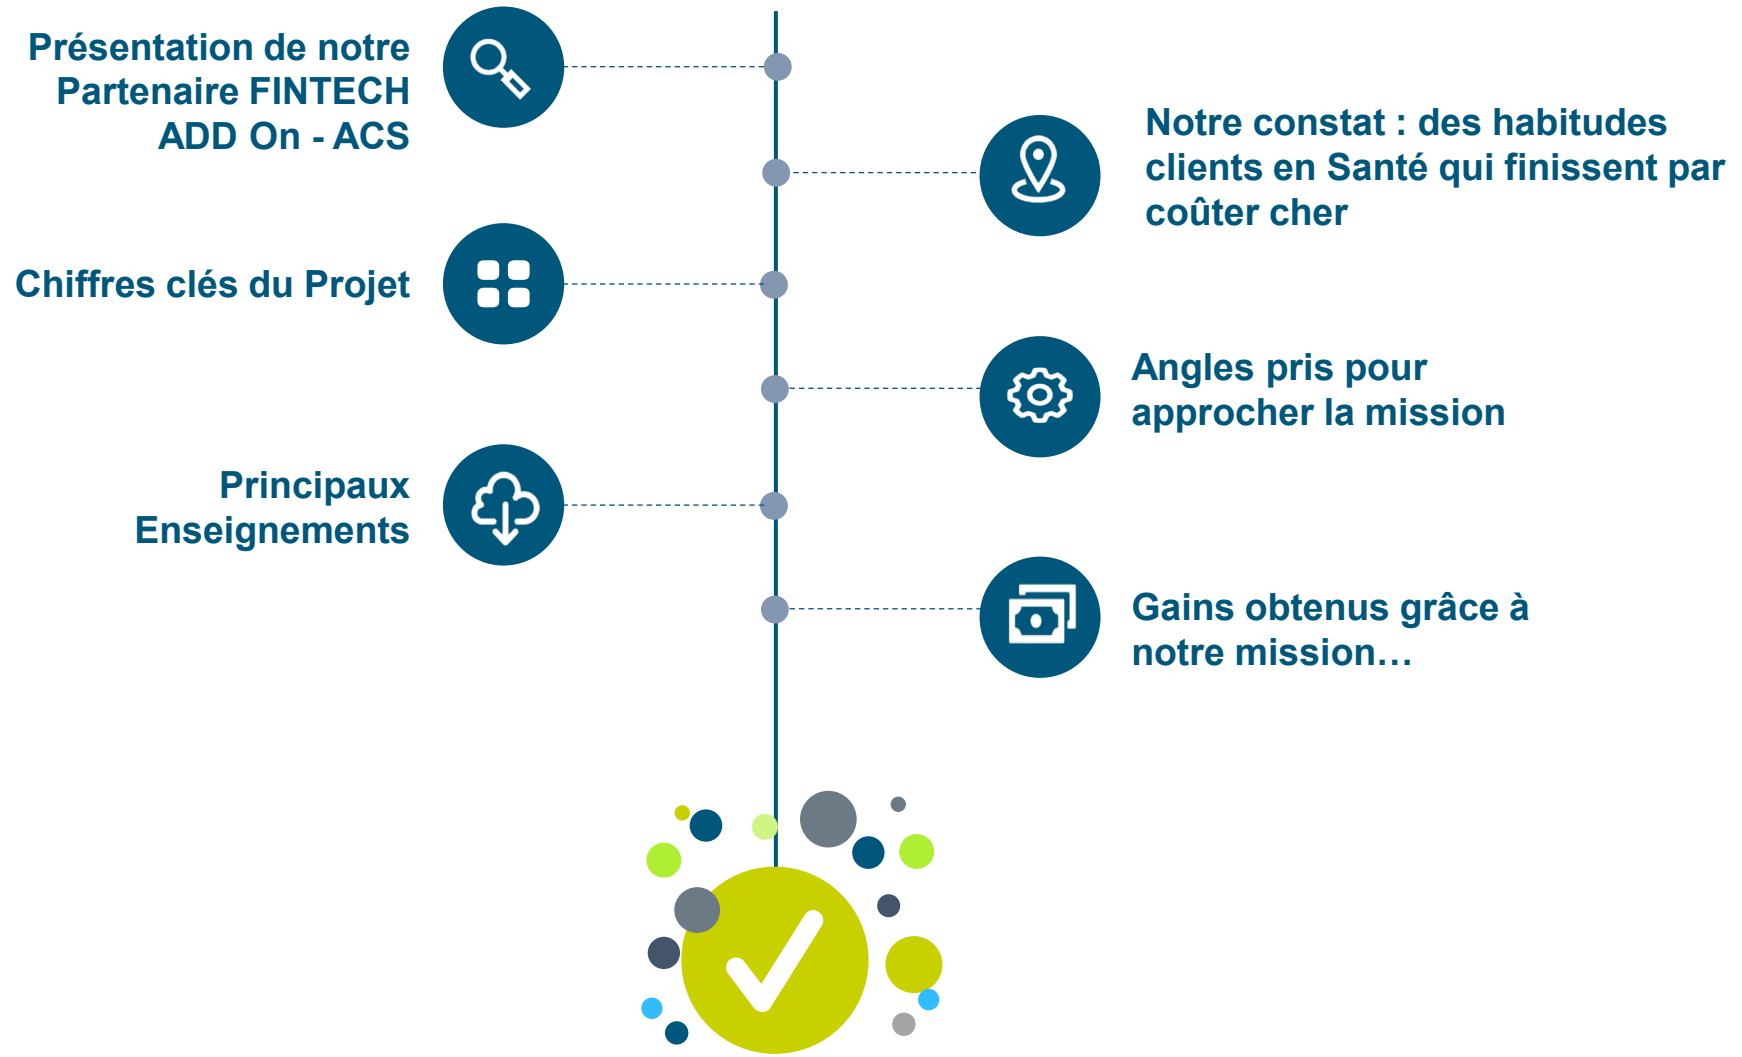 Présentation de notre
Partenaire FINTECH
ADD On - ACS
Notre constat : des habitudes
clients en Santé qui finissent par
coûter cher
Chiffres clés du Projet
Angles pris pour
approcher la mission
Principaux
Enseignements
Gains obtenus grâce à
notre mission…